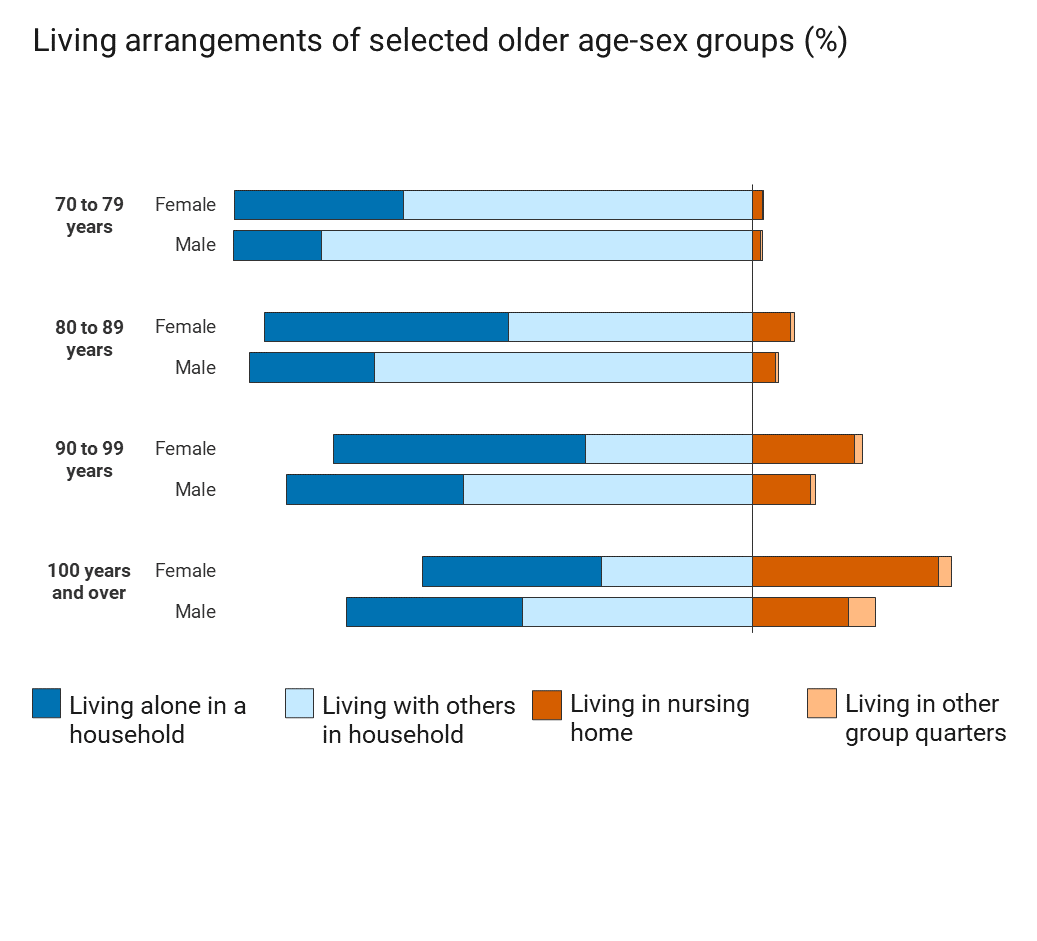 Living arrangements of selected older age-sex groups (%)
70 to 79
years
Female
Male
80 to 89
years
Female
Male
90 to 99
years
Female
Male
100 years
and over
Female
Male
Living alone in a
household
Living with others
in household
Living in nursing
home
Living in other
group quarters